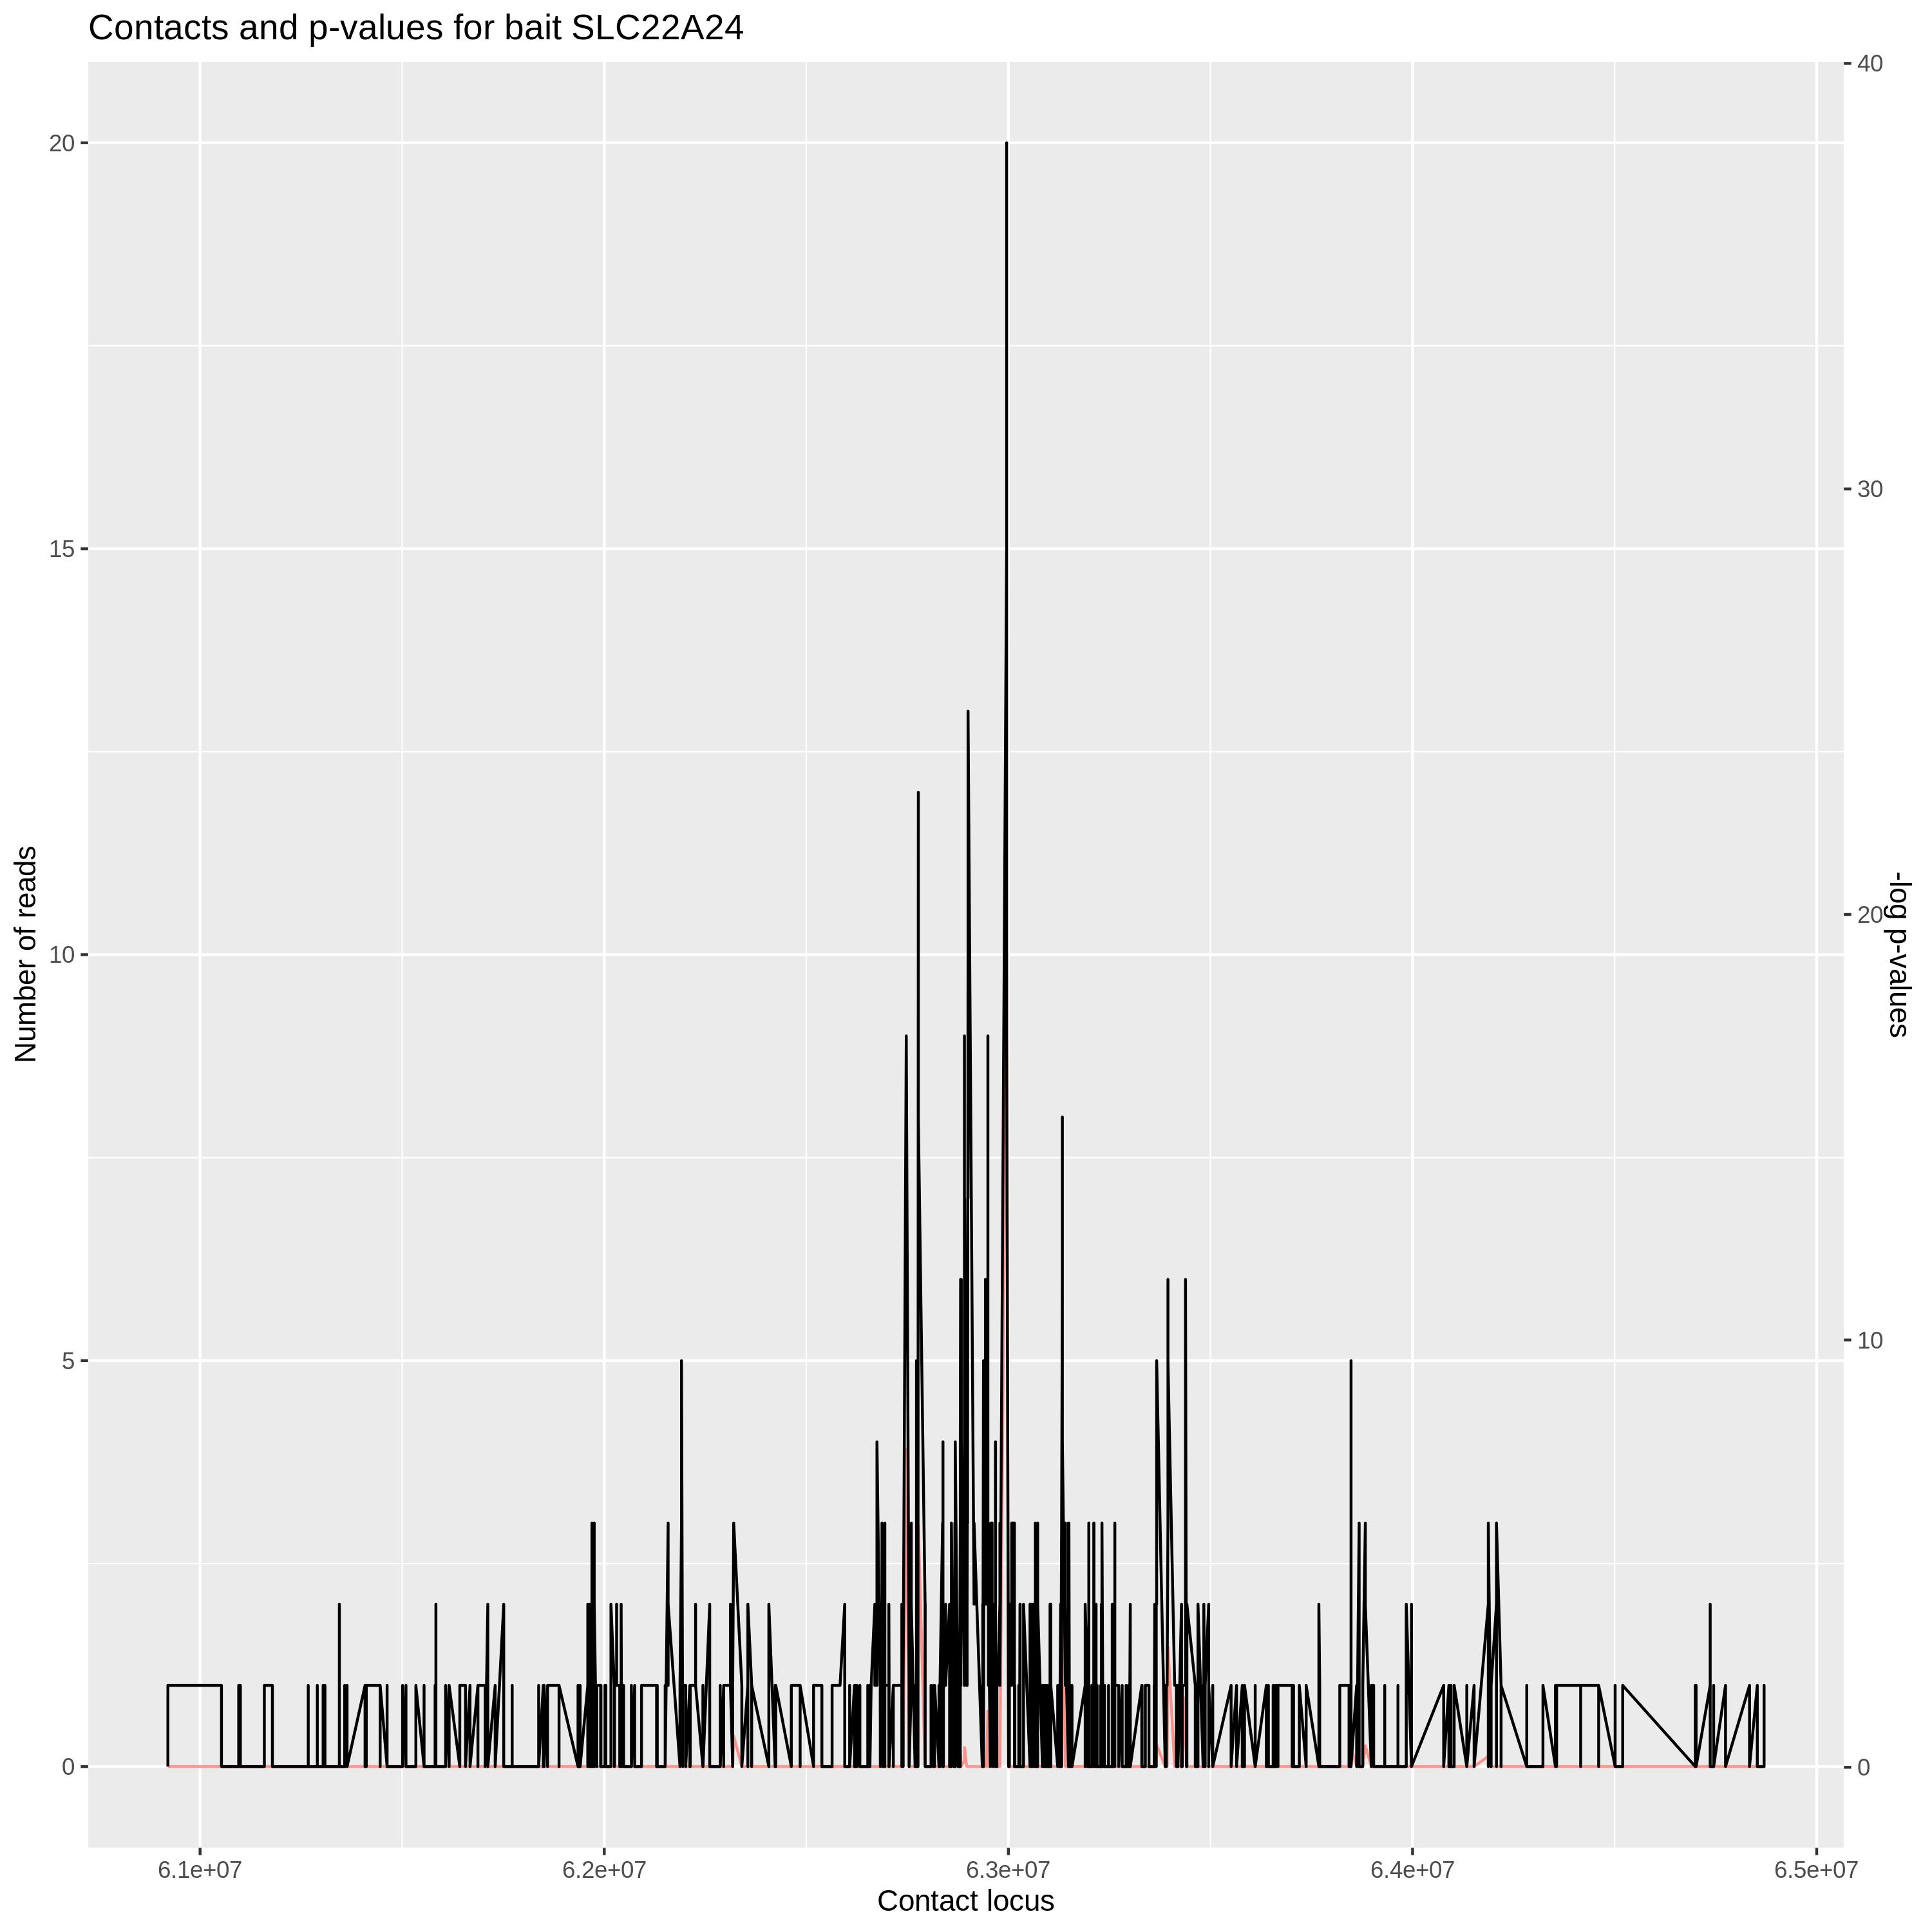 Contacts and p-values for bait SLC22A24
40
20
30
15
Number of reads
-log p-values
20
10
10
5
0
0
6.1e+07
6.2e+07
6.3e+07
6.4e+07
6.5e+07
Contact locus